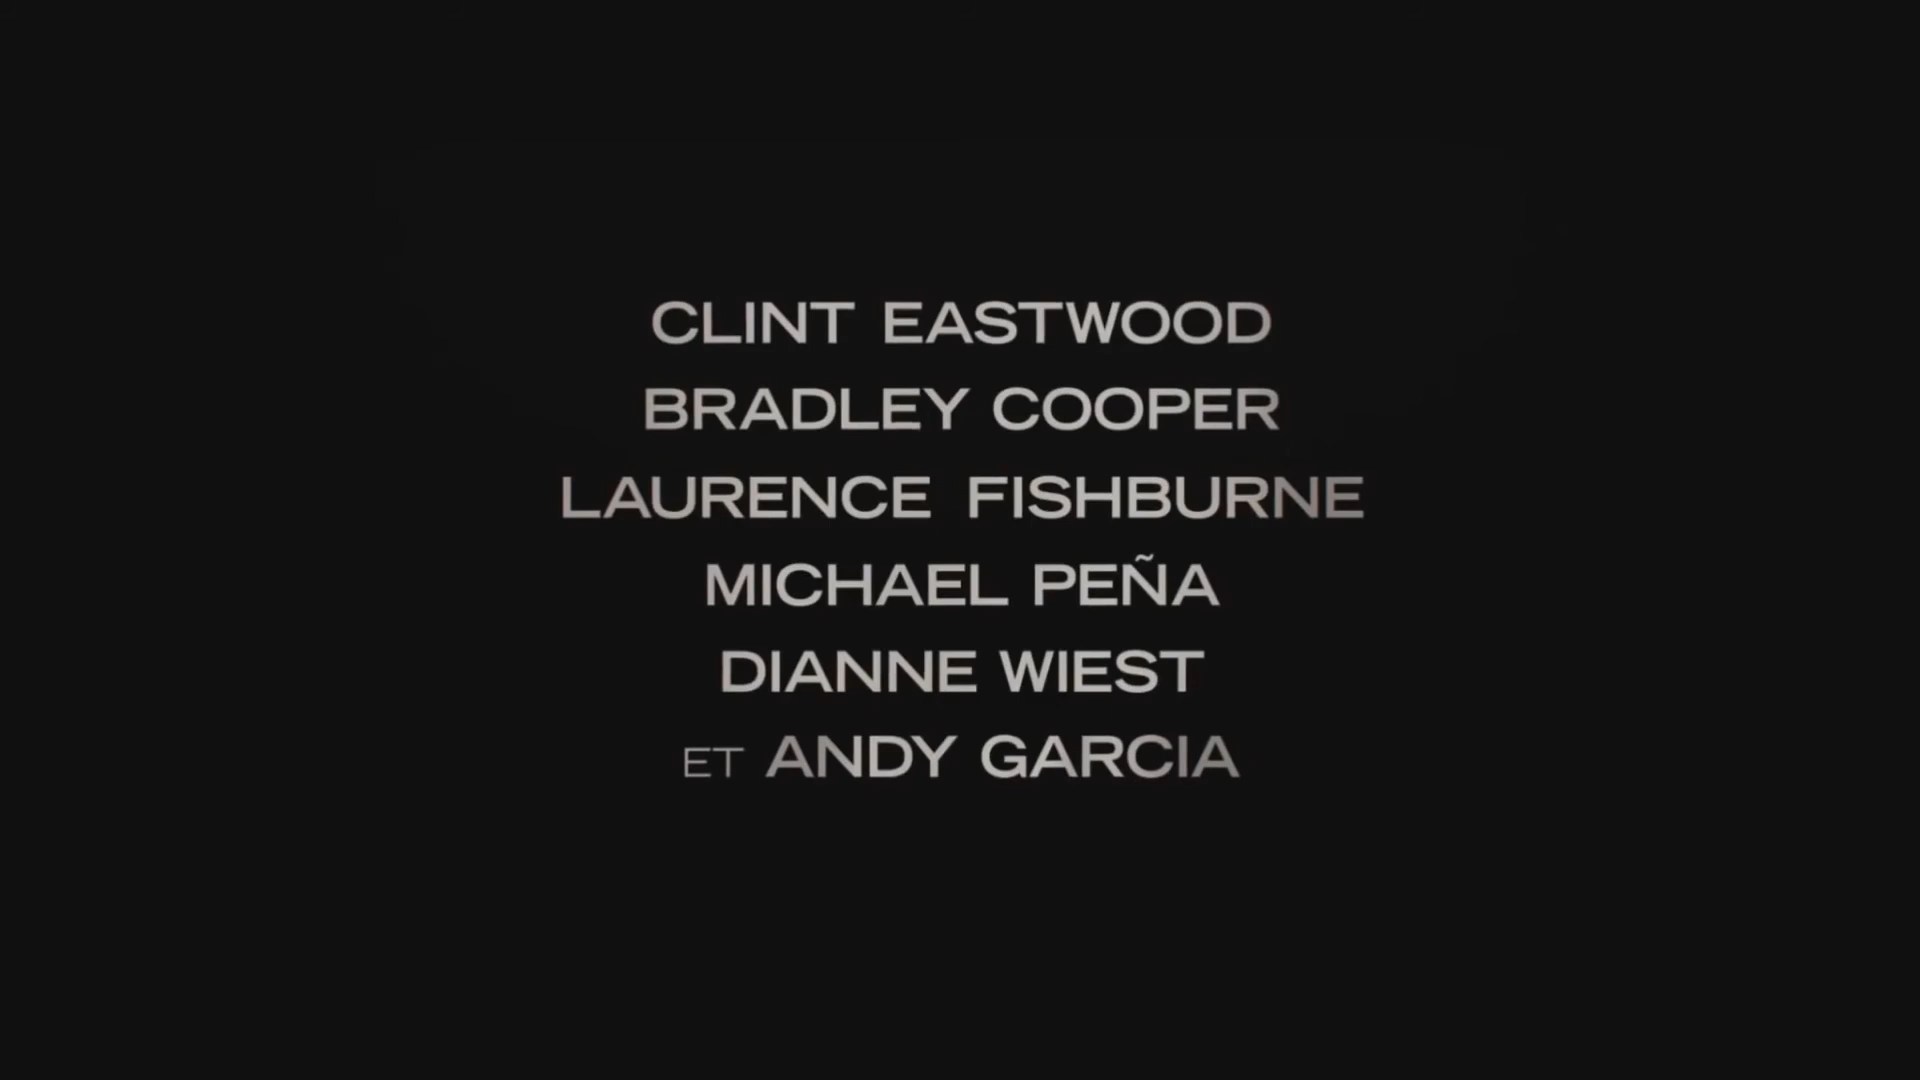 CLINT EASTWOOD
BRADLEY COOPER
LAURENCE FISHBURNE
MICHAEL PEÑA
DIANNE WIEST
ET ANDY GARCIA